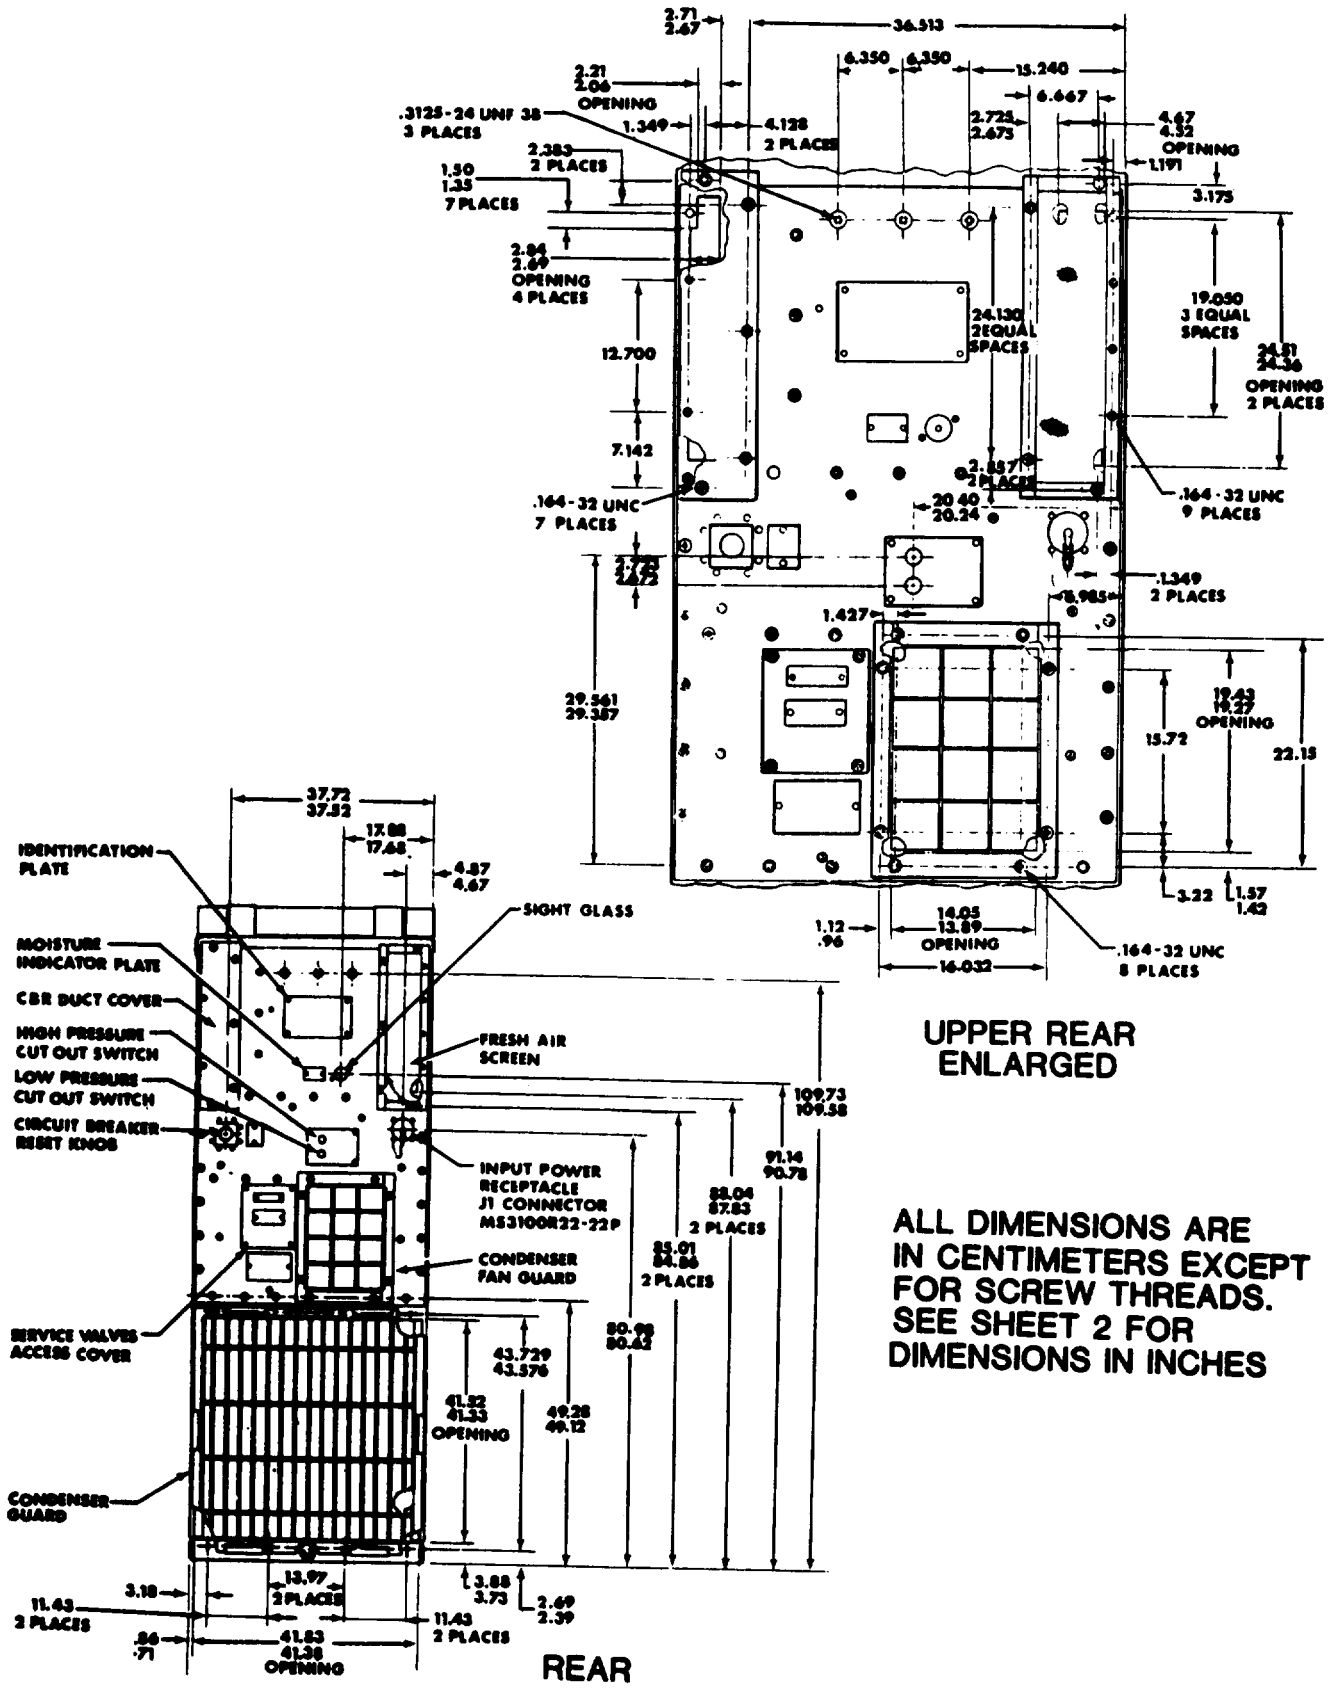 2.71
2.67
36.513
6.350
6.350
15.240
2.21
2.06
OPENING
6.667
.3125-24 UNF 3B
3 PLACES
1.349
4.128
2 PLACES
2.725
2.675
4.67
4.52
OPENING
1.191
2.383
2 PLACES
1.50
1.35
7 PLACES
3.175
2.84
2.69
OPENING
4 PLACES
24.130
2 EQUAL
SPACES
19.050
3 EQUAL
SPACES
12.700
24.51
24.36
OPENING
2 PLACES
7.142
2.857
2 PLACES
.164-32 UNC
7 PLACES
20 40
20.24
.164-32 UNC
9 PLACES
2.672
.1.349
2 PLACES
6.985
1.427
29.561
29.387
19.43
19.27
OPENING
15.72
22.15
3.22
1.57
1.42
1.12
.96
14.05
13.89
OPENING
16.032
.164-32 UNC
8 PLACES
UPPER REAR
ENLARGED
37.72
37.52
17.88
17.68
4.87
4.67
IDENTIFICATION
PLATE
SIGHT GLASS
MOISTURE
INDICATOR PLATE
CBR DUCT COVER
HIGH PRESSURE
CUT OUT SWITCH
LOW PRESSURE
CUT OUT SWITCH
CIRCUIT BREAKER
RESET KNOB
FRESH AIR
SCREEN
INPUT POWER
RECEPTACLE
J1 CONNECTOR
MS3100R22-22P
CONDENSER
FAN GUARD
SERVICE VALVES
ACCESS COVER
CONDENSER
GUARD
109.73
109.58
91.14
90.78
88.04
87.83
2 PLACES
85.01
84.86
2 PLACES
80.98
80.62
43.729
43.576
49.28
49.12
41.52
41.33
OPENING
3.18
13.97
2 PLACES
3.88
3.73
2.69
2.39
11.43
2 PLACES
11.43
2 PLACES
.86
.71
41.83
41.38
OPENING
REAR
ALL DIMENSIONS ARE
IN CENTIMETERS EXCEPT
FOR SCREW THREADS.
SEE SHEET 2 FOR
DIMENSIONS IN INCHES